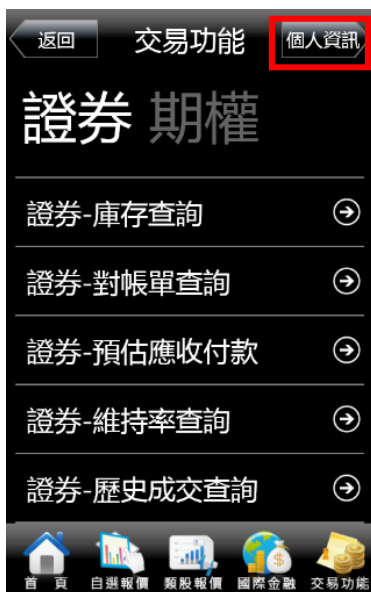 返回 交易功能 個人資訊
證券 期權
證券-庫存查詢
證券-對帳單查詢
證券-預估應收付款
證券-維持率查詢
證券-歷史成交查詢
首 頁 自選報價 類股報價 國際金融 交易功能